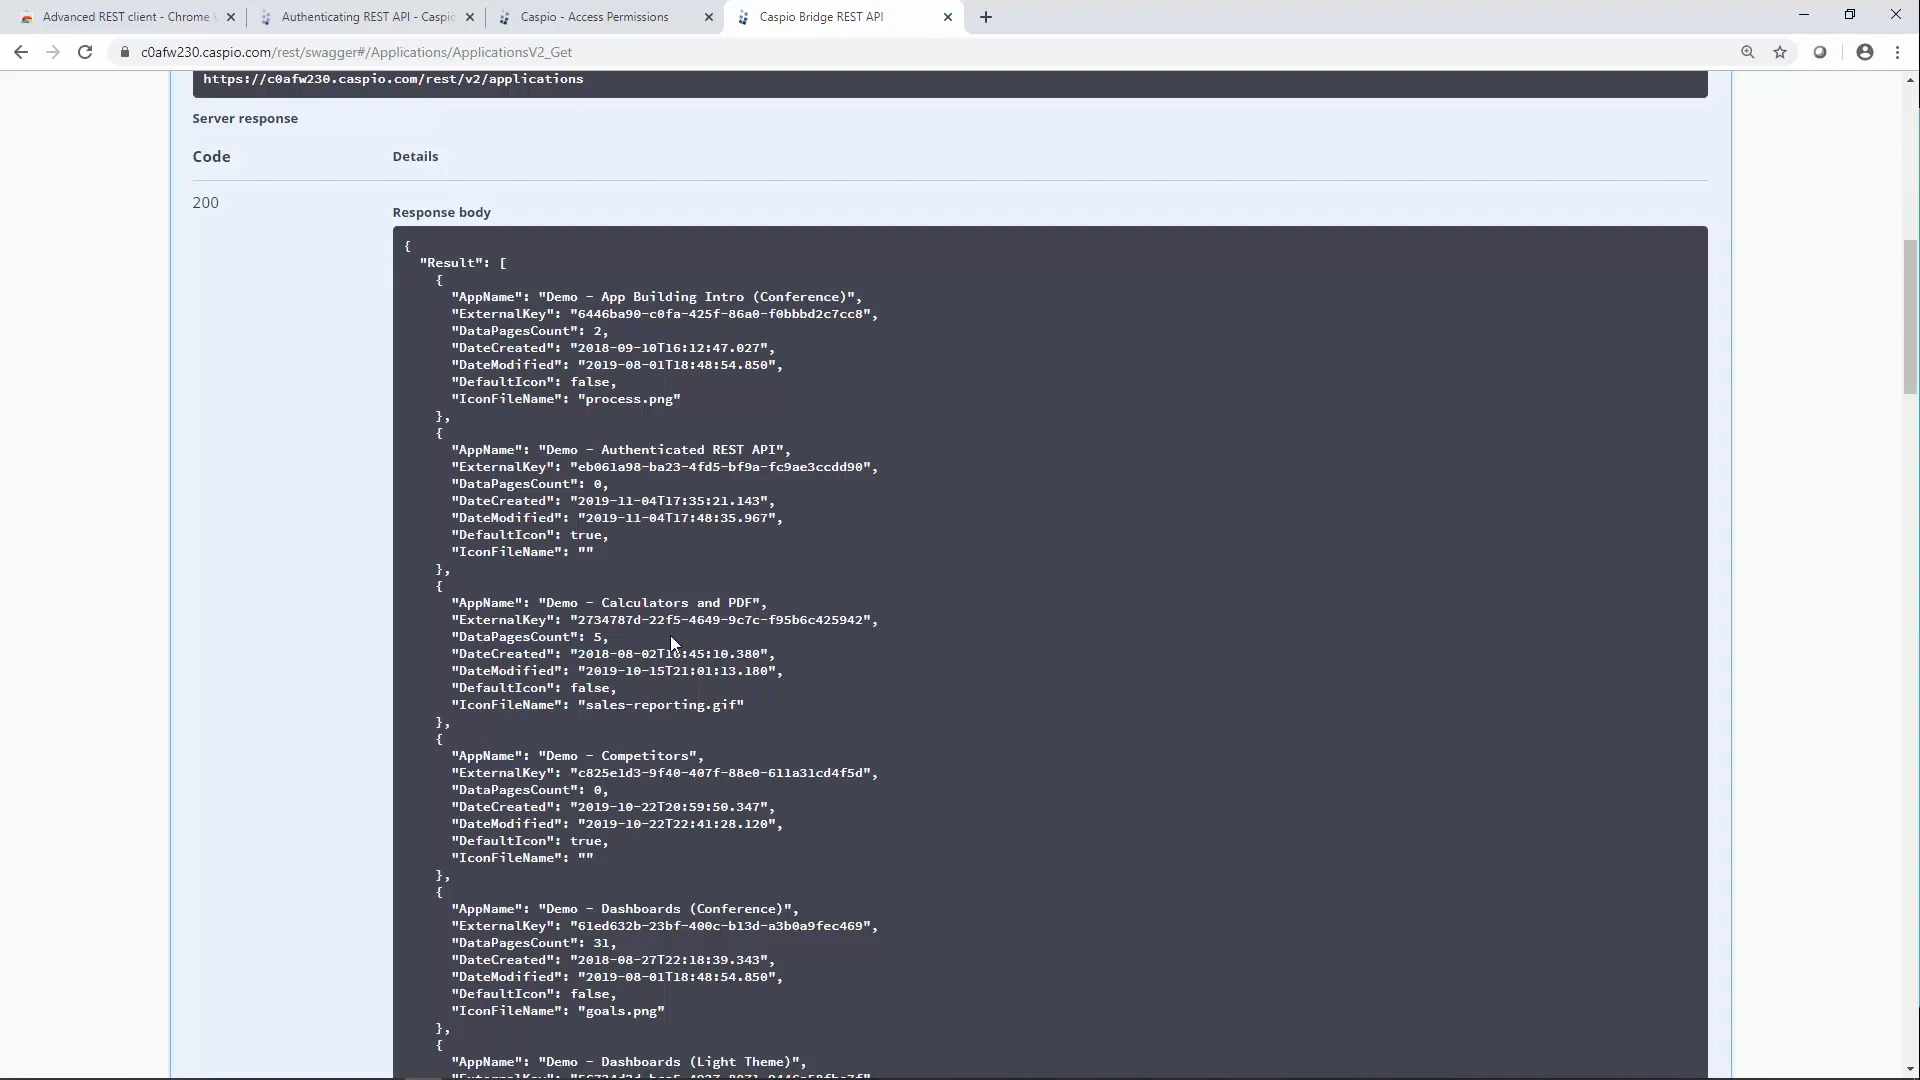 Advanced REST client - Chrome
Authenticating REST API - Caspio
Caspio - Access Permissions
Caspio Bridge REST API
c0afw230.caspio.com/rest/swagger#/Applications/ApplicationsV2_Get
https://c0afw230.caspio.com/rest/v2/applications
Server response
Code
Details
200
Response body
{
"Result": [
{
"AppName": "Demo - App Building Intro (Conference)",
"ExternalKey": "6446ba90-c0fa-425f-86a0-f0bbbd2c7cc8",
"DataPagesCount": 2,
"DateCreated": "2018-09-10T16:12:47.027",
"DateModified": "2019-08-01T18:48:54.850",
"DefaultIcon": false,
"IconFileName": "process.png"
},
{
"AppName": "Demo - Authenticated REST API",
"ExternalKey": "eb061a98-ba23-4fd5-bf9a-fc9ae3ccdd90",
"DataPagesCount": 0,
"DateCreated": "2019-11-04T17:35:21.143",
"DateModified": "2019-11-04T17:48:35.967",
"DefaultIcon": true,
"IconFileName": ""
},
{
"AppName": "Demo - Calculators and PDF",
"ExternalKey": "2734787d-22f5-4649-9c7c-f95b6c425942",
"DataPagesCount": 5,
"DateCreated": "2018-08-02T16:45:10.380",
"DateModified": "2019-10-15T21:01:13.180",
"DefaultIcon": false,
"IconFileName": "sales-reporting.gif"
},
{
"AppName": "Demo - Competitors",
"ExternalKey": "c825e1d3-9f40-407f-88e0-611a31cd4f5d",
"DataPagesCount": 0,
"DateCreated": "2019-10-22T20:59:50.347",
"DateModified": "2019-10-22T22:41:28.120",
"DefaultIcon": true,
"IconFileName": ""
},
{
"AppName": "Demo - Dashboards (Conference)",
"ExternalKey": "61ed632b-23bf-400c-b13d-a3b0a9fec469",
"DataPagesCount": 31,
"DateCreated": "2018-08-27T22:18:39.343",
"DateModified": "2019-08-01T18:48:54.850",
"DefaultIcon": false,
"IconFileName": "goals.png"
},
{
"AppName": "Demo - Dashboards (Light Theme)",